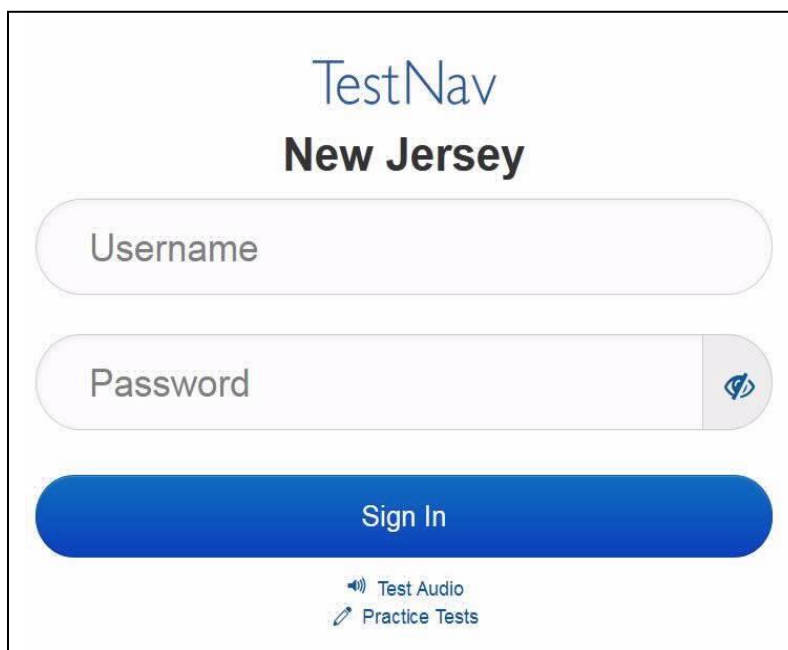 TestNav
New Jersey
Username
Password
Sign In
Test Audio
Practice Tests